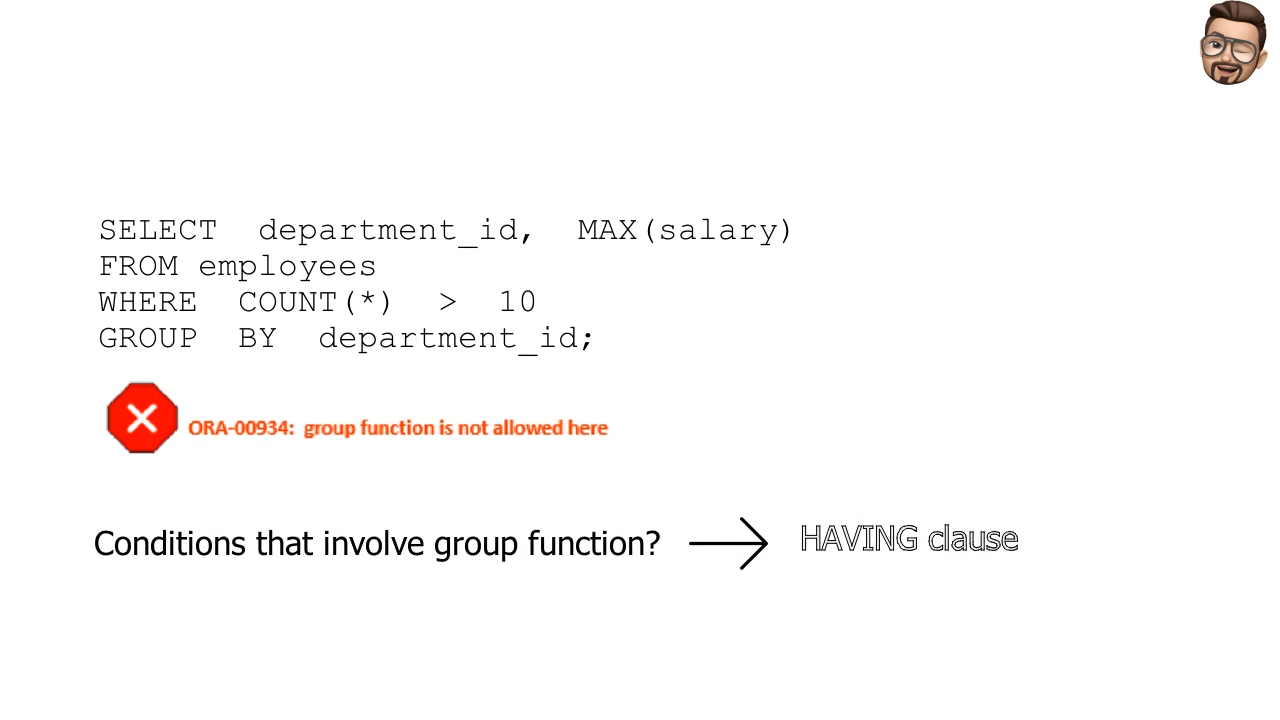 SELECT department_id, MAX(salary)
FROM employees
WHERE COUNT(*) > 10
GROUP BY department_id;
ORA-00934: group function is not allowed here
Conditions that involve group function?
HAVING clause